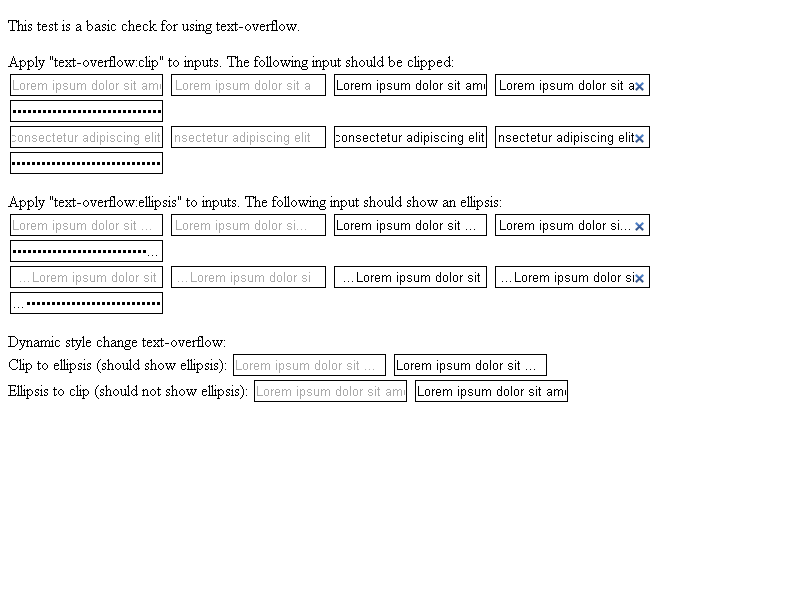 This test is a basic check for using text-overflow.
Apply "text-overflow:clip" to inputs. The following input should be clipped:
Lorem ipsum dolor sit am Lorem ipsum dolor sit a Lorem ipsum dolor sit am Lorem ipsum dolor sit a
consectetur adipiscing elit nsectetur adipiscing elit consectetur adipiscing elit nsectetur adipiscing elit
Apply "text-overflow:ellipsis" to inputs. The following input should show an ellipsis:
Lorem ipsum dolor sit ... Lorem ipsum dolor si... Lorem ipsum dolor sit ... Lorem ipsum dolor si...
...
...Lorem ipsum dolor sit ...Lorem ipsum dolor si ...Lorem ipsum dolor sit ...Lorem ipsum dolor si
...
Dynamic style change text-overflow:
Clip to ellipsis (should show ellipsis): Lorem ipsum dolor sit ... Lorem ipsum dolor sit ...
Ellipsis to clip (should not show ellipsis): Lorem ipsum dolor sit am Lorem ipsum dolor sit am